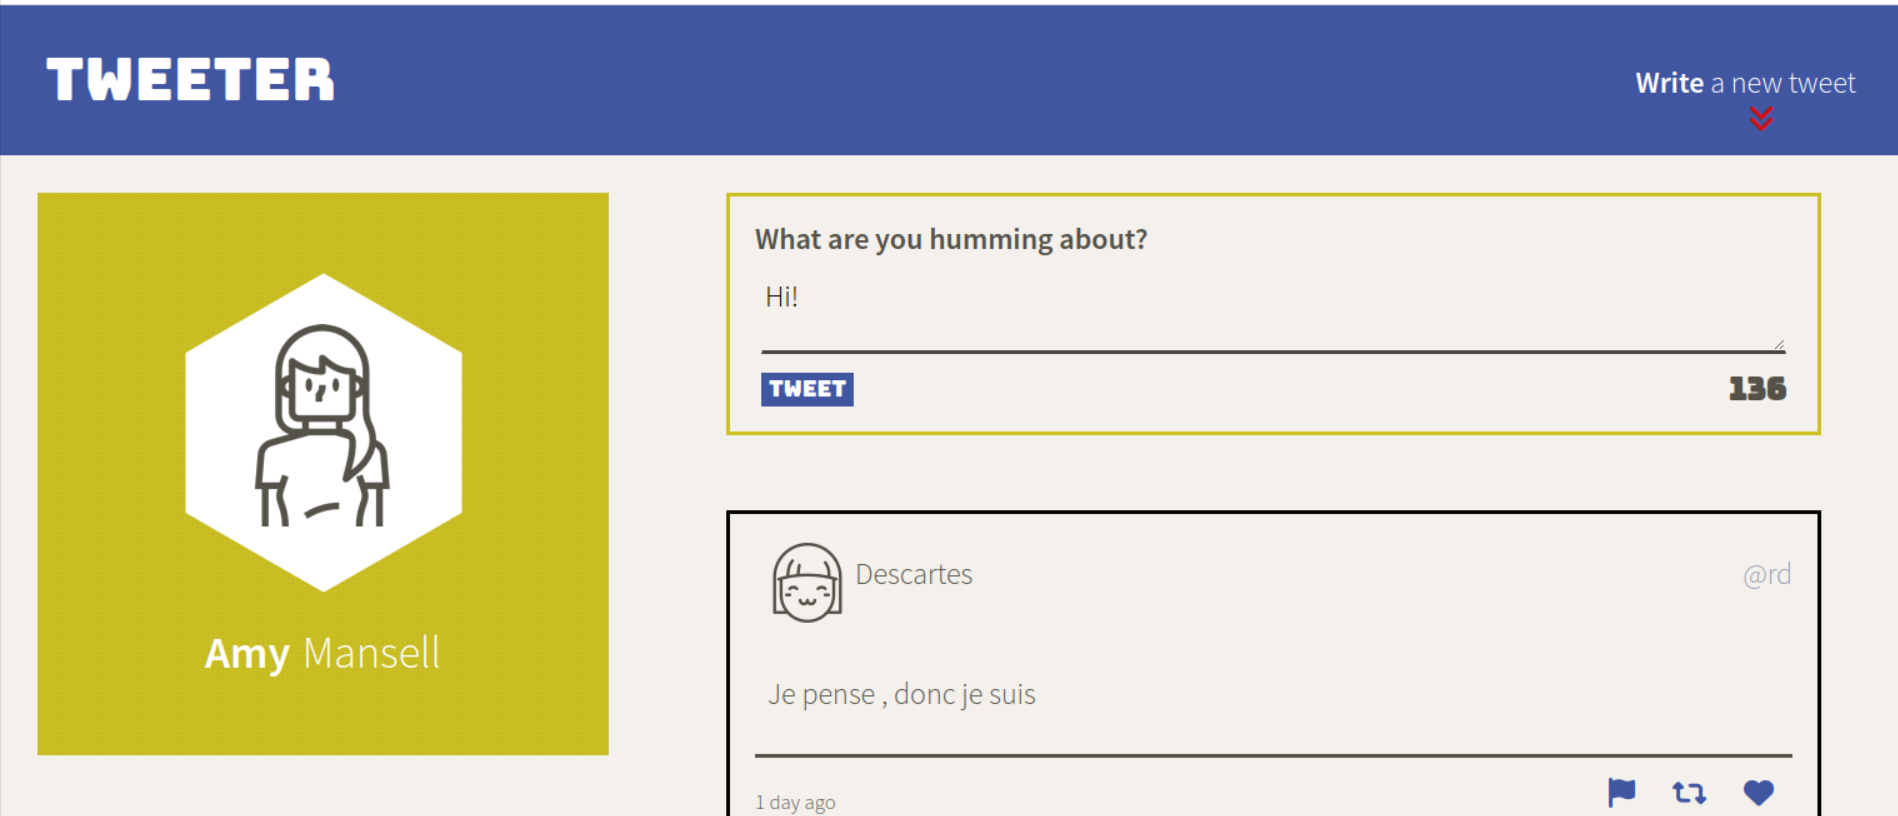 TWEETER
Write a new tweet
Amy Mansell
What are you humming about?
Hi!
TWEET
136
Descartes
@rd
Je pense , donc je suis
1 day ago